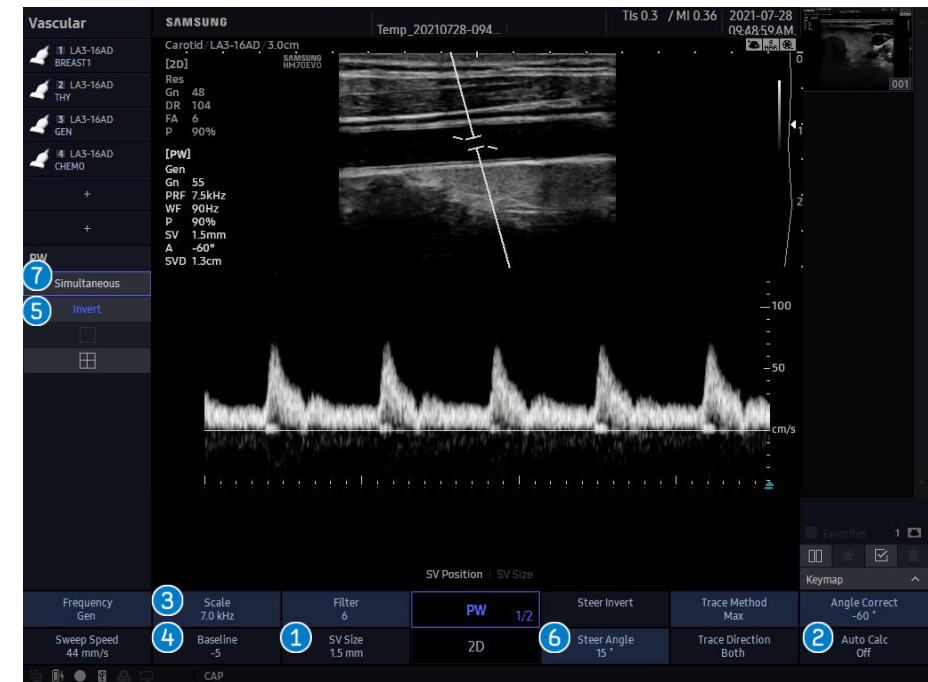 Vascular
SAMSUNG
Temp_20210728-094...
TIs 0.3 / MI 0.36
2021-07-28
09:48:59AM
1 LA3-16AD
BREAST1
2 LA3-16AD
THY
3 LA3-16AD
GEN
4 LA3-16AD
CHEMO
+
+
PW
7
Simultaneous
5
Invert
Carotid/LA3-16AD/3.0cm
[2D]
SAMSUNG
HM70EVO
Res
Gn 48
DR 104
FA 6
P 90%
[PW]
Gen
Gn 55
PRF 7.5kHz
WF 90Hz
P 90%
SV 1.5mm
A -60°
SVD 1.3cm
0
1
2
001
100
50
cm/s
Favorites 1
SV Position | SV Size
Keymap
Frequency
Gen
3
Scale
7.0 kHz
Filter
6
PW 1/2
Steer Invert
Trace Method
Max
Angle Correct
-60 °
Sweep Speed
44 mm/s
4
Baseline
-5
1
SV Size
1.5 mm
2D
6
Steer Angle
15 °
Trace Direction
Both
2
Auto Calc
Off
CAP